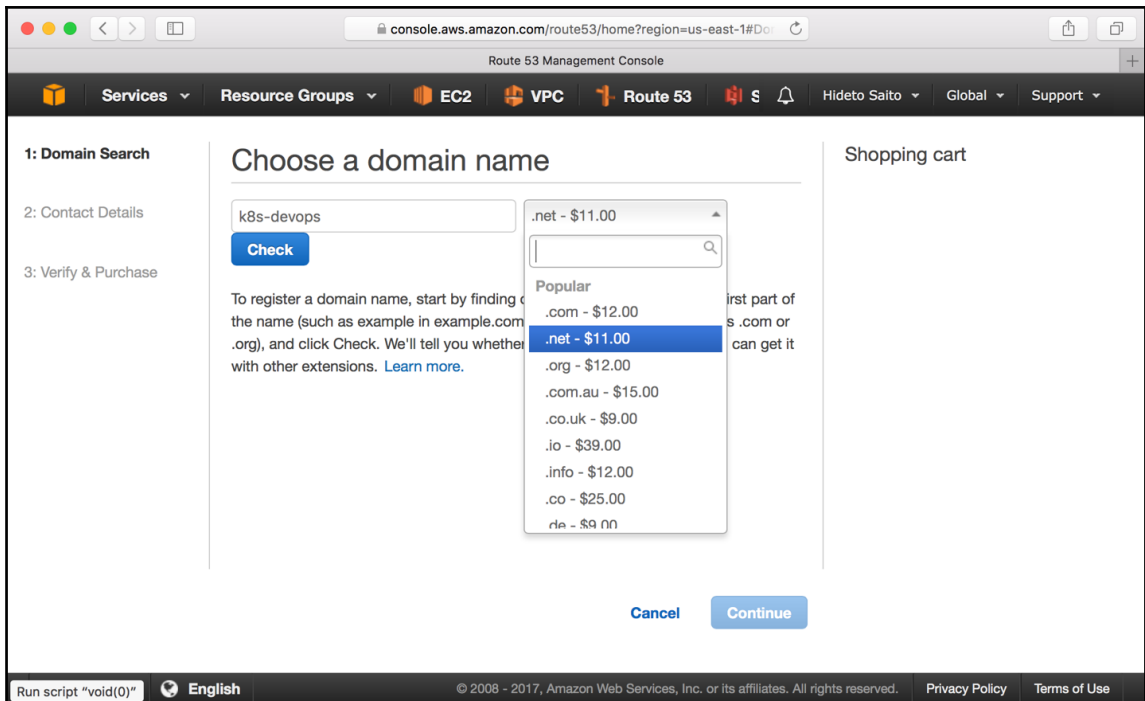 console.aws.amazon.com/route53/home?region=us-east-1#Do
Route 53 Management Console
Services
Resource Groups
EC2
VPC
Route 53
S
Hideto Saito
Global
Support
1: Domain Search
2: Contact Details
3: Verify & Purchase
Choose a domain name
k8s-devops
.net - $11.00
Check
Popular
.com - $12.00
.net - $11.00
.org - $12.00
.com.au - $15.00
.co.uk - $9.00
.io - $39.00
.info - $12.00
.co - $25.00
.de - $9.00
To register a domain name, start by finding
irst part of
the name (such as example in example.com
s .com or
.org), and click Check. We'll tell you whether
can get it
with other extensions. Learn more.
Shopping cart
Cancel
Continue
Run script “void(0)”
English
© 2008 - 2017, Amazon Web Services, Inc. or its affiliates. All rights reserved.
Privacy Policy
Terms of Use